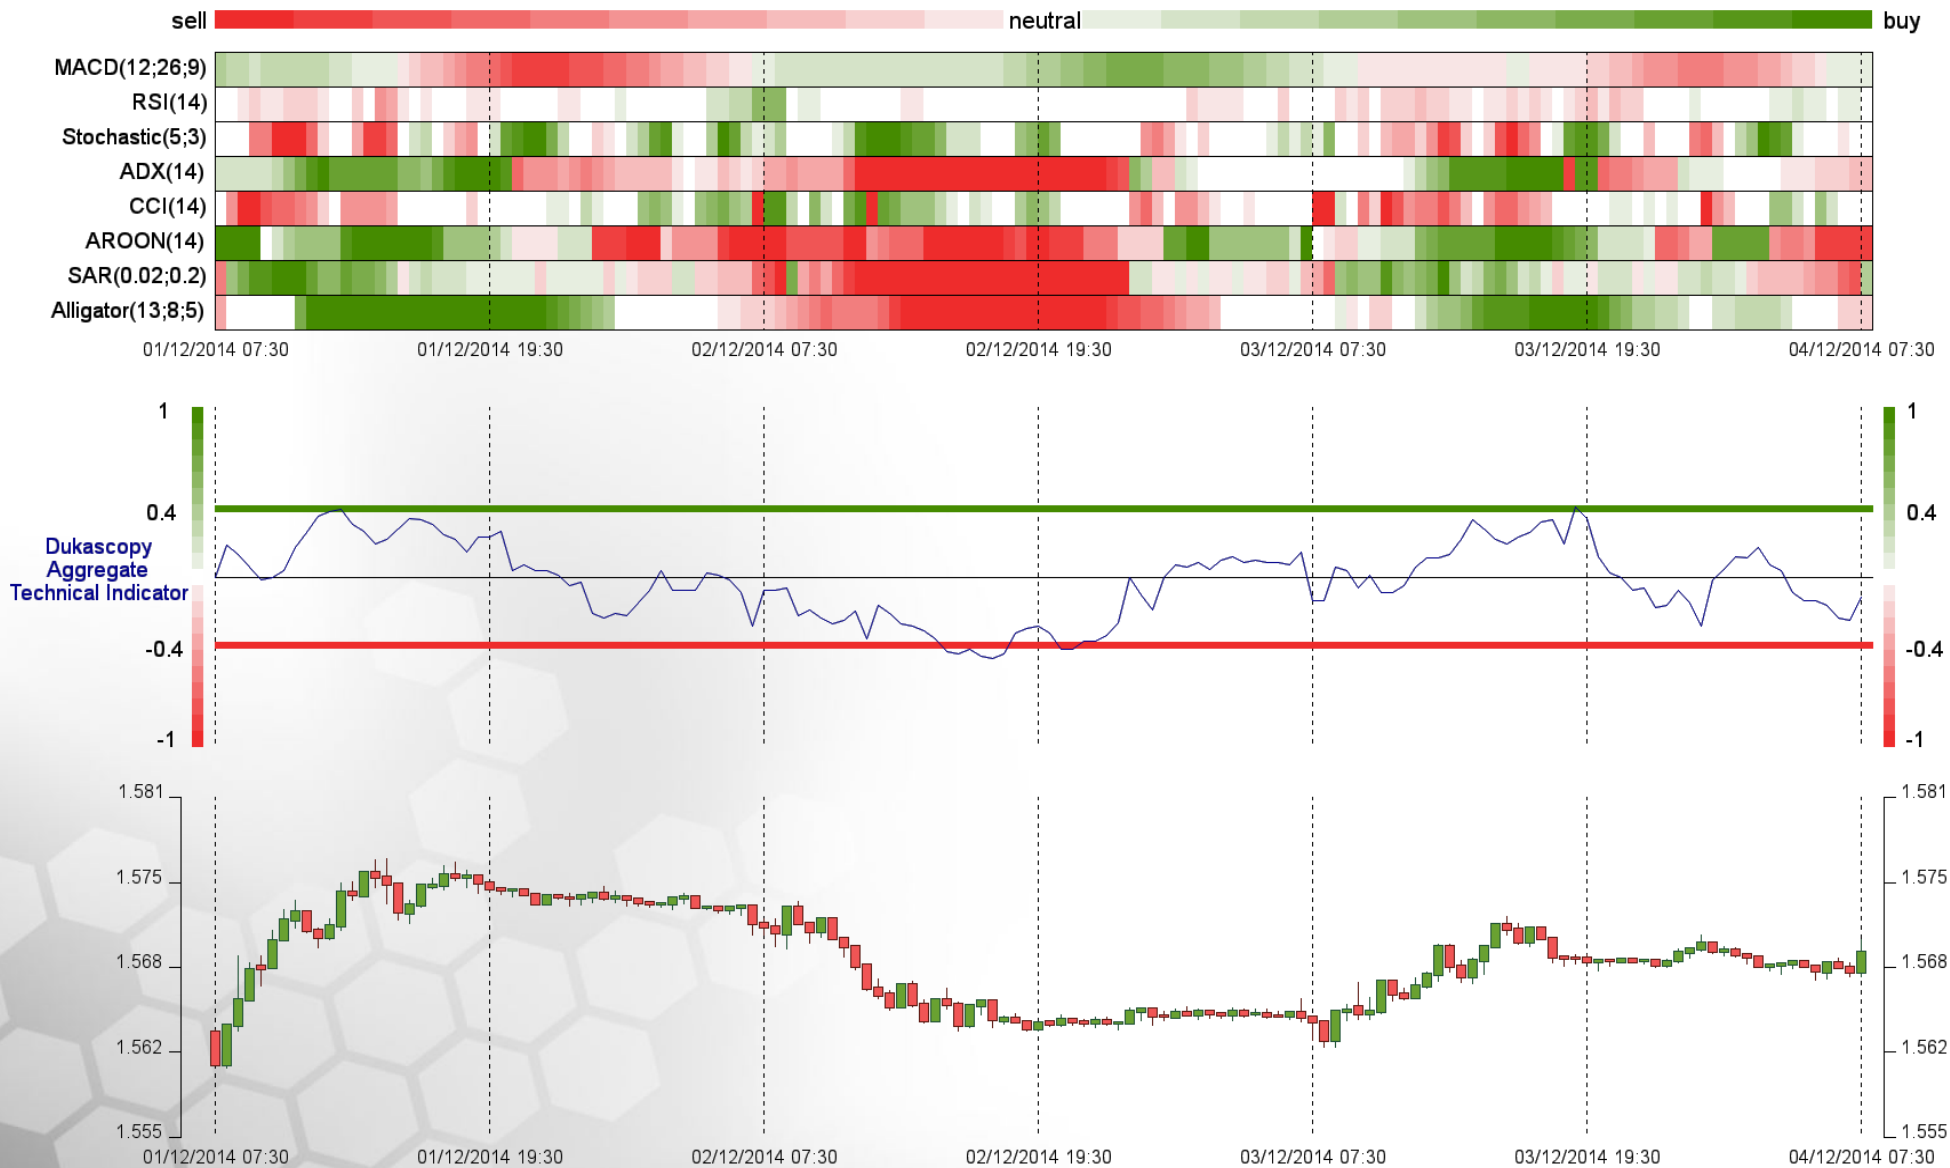 sell neutral buy
MACD(12;26;9)
RSI(14)
Stochastic(5;3)
ADX(14)
CCI(14)
AROON(14)
SAR(0.02;0.2)
Alligator(13;8;5)
01/12/2014 07:30 01/12/2014 19:30 02/12/2014 07:30 02/12/2014 19:30 03/12/2014 07:30 03/12/2014 19:30 04/12/2014 07:30
1 1
0.4 0.4
Dukascopy
Aggregate
Technical Indicator
-0.4 -0.4
-1 -1
1.581 1.581
1.575 1.575
1.568 1.568
1.562 1.562
1.555 1.555
01/12/2014 07:30 01/12/2014 19:30 02/12/2014 07:30 02/12/2014 19:30 03/12/2014 07:30 03/12/2014 19:30 04/12/2014 07:30